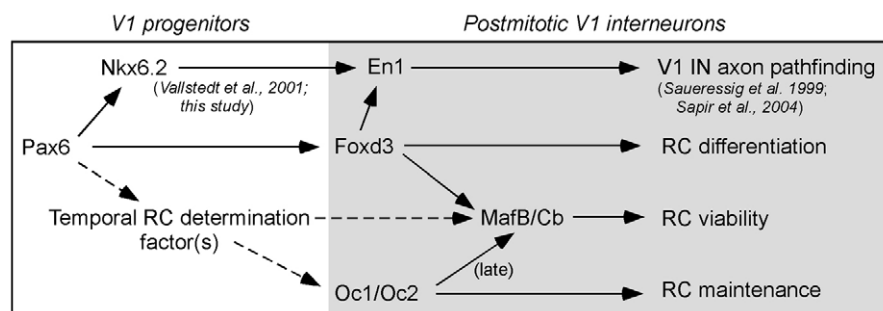 V1 progenitors
Postmitotic V1 interneurons
Nkx6.2
(Vallstedt et al., 2001;
this study)
En1
V1 IN axon pathfinding
(Saueressig et al. 1999;
Sapir et al., 2004)
Pax6
Foxd3
RC differentiation
Temporal RC determination
factor(s)
MafB/Cb
RC viability
(late)
Oc1/Oc2
RC maintenance